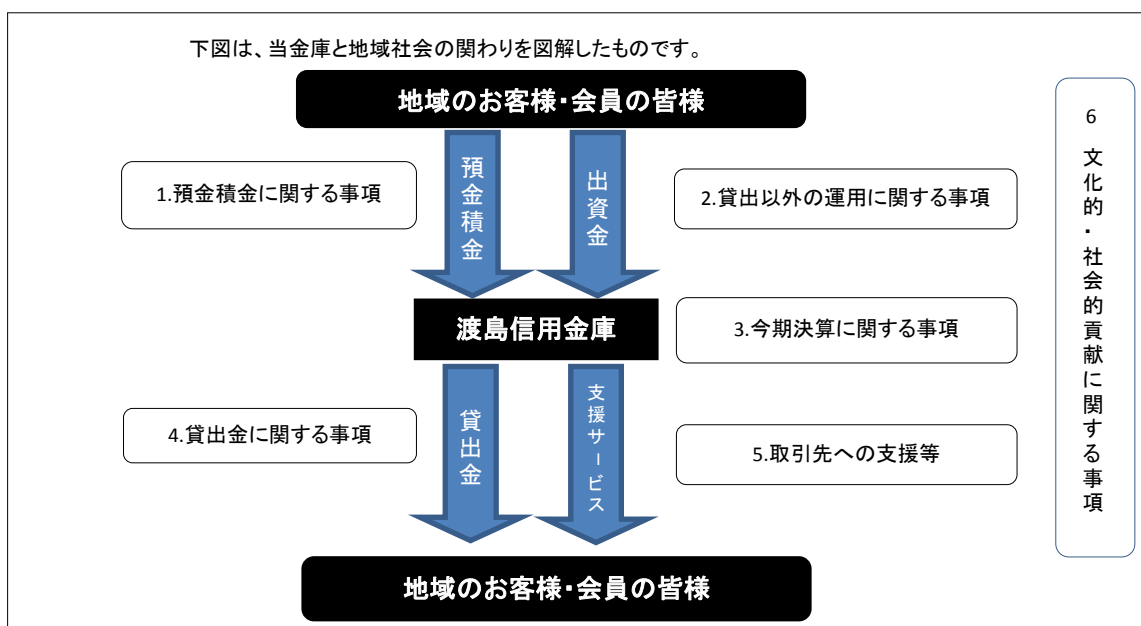 下図は、当金庫と地域社会の関わりを図解したものです。
地域のお客様・会員の皆様
預金積金
出資金
1.預金積金に関する事項
2.貸出以外の運用に関する事項
渡島信用金庫
3.今期決算に関する事項
貸出金
支援サービス
4.貸出金に関する事項
5.取引先への支援等
地域のお客様・会員の皆様
6 文化的・社会的貢献に関する事項